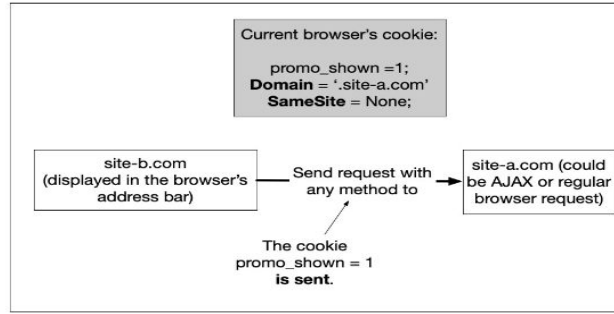 Current browser's cookie:
promo_shown =1;
Domain = '.site-a.com'
SameSite = None;
site-b.com
(displayed in the browser's
address bar)
Send request with
any method to
site-a.com (could
be AJAX or regular
browser request)
The cookie
promo_shown = 1
is sent.